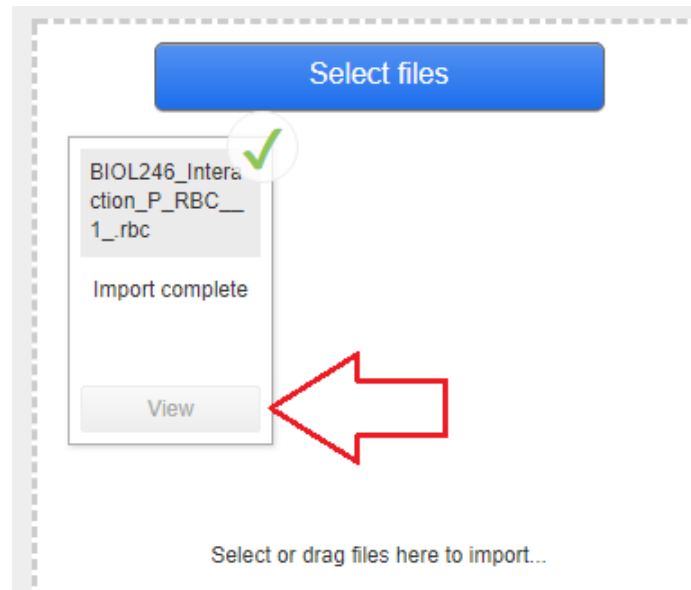 Select files
BIOL246_Intera
ction_P_RBC__
1_.rbc
Import complete
View
Select or drag files here to import...